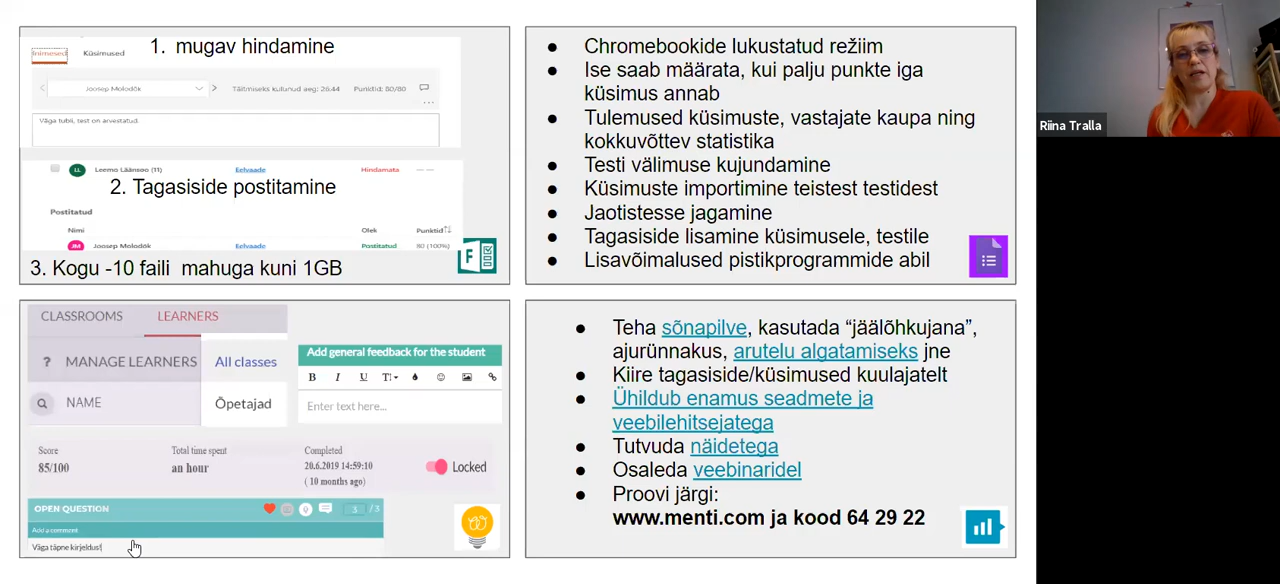 1. mugav hindamine
Inimesed Küsimused
Joosep Molodõk Täitmiseks kulunud aeg: 26:44 Punktid: 80/80
Väga tubli, test on arvestatud.
LL Leemo Läänsoo (11) Eelvaade Hindamata
2. Tagasiside postitamine
Postitatud
Nimi Olek Punktid
JM Joosep Molodõk Eelvaade Postitatud 80 (100%)
3. Kogu -10 faili mahuga kuni 1GB
F
● Chromebookide lukustatud režiim
● Ise saab määrata, kui palju punkte iga
küsimus annab
● Tulemused küsimuste, vastajate kaupa ning
kokkuvõttev statistika
● Testi välimuse kujundamine
● Küsimuste importimine teistest testidest
● Jaotistesse jagamine
● Tagasiside lisamine küsimusele, testile
● Lisavõimalused pistikprogrammide abil
CLASSROOMS LEARNERS
? MANAGE LEARNERS All classes
NAME Õpetajad
Add general feedback for the student
B I U T
Enter text here...
Score Total time spent Completed
85/100 an hour 20.6.2019 14:59:10
( 10 months ago)
Locked
OPEN QUESTION 3 / 3
Add a comment
Väga täpne kirjeldus!
● Teha sõnapilve, kasutada “jäälõhkujana”,
ajurünnakus, arutelu algatamiseks jne
● Kiire tagasiside/küsimused kuulajatelt
● Ühildub enamus seadmete ja
veebilehitsejatega
● Tutvuda näidetega
● Osaleda veebinaridel
● Proovi järgi:
www.menti.com ja kood 64 29 22
Riina Tralla